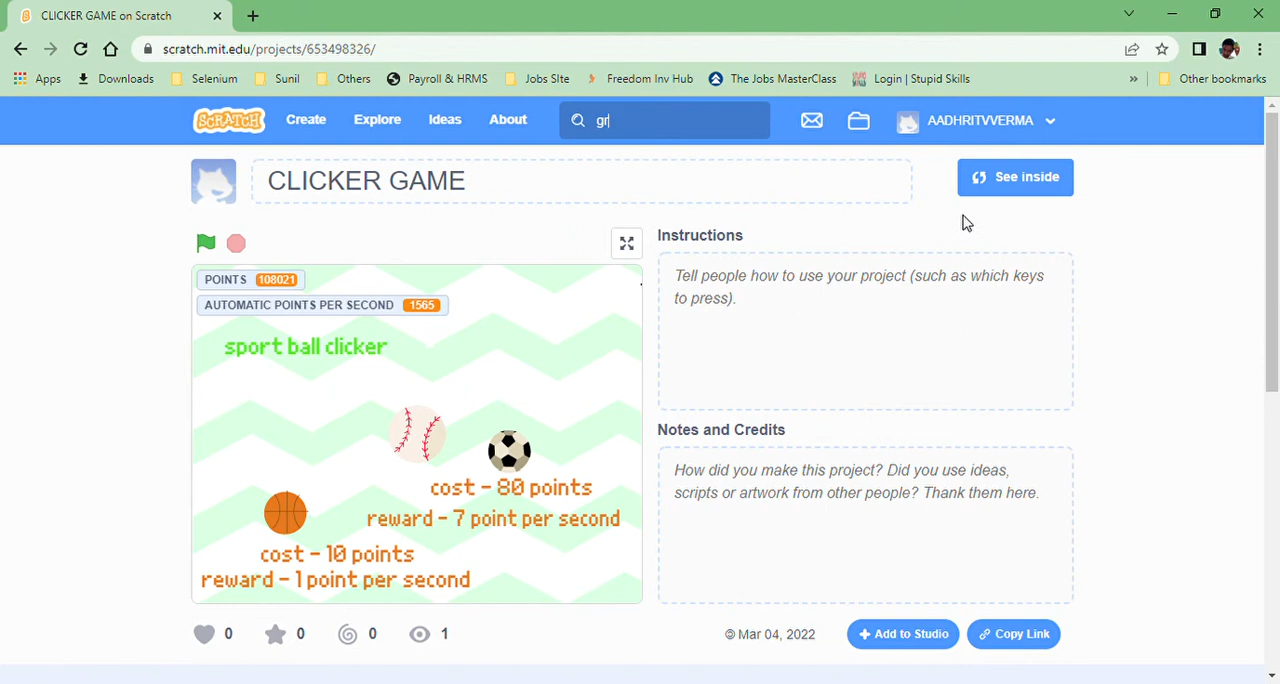 CLICKER GAME on Scratch
scratch.mit.edu/projects/653498326/
Apps Downloads Selenium Sunil Others Payroll & HRMS Jobs SIte Freedom Inv Hub The Jobs MasterClass Login | Stupid Skills » Other bookmarks
SCRATCH Create Explore Ideas About gr AADHRITVVERMA
CLICKER GAME
See inside
Instructions
Tell people how to use your project (such as which keys
to press).
POINTS 108021
AUTOMATIC POINTS PER SECOND 1565
sport ball clicker
cost - 80 points
reward - 7 point per second
cost - 10 points
reward - 1 point per second
Notes and Credits
How did you make this project? Did you use ideas,
scripts or artwork from other people? Thank them here.
0 0 0 1
© Mar 04, 2022
Add to Studio
Copy Link